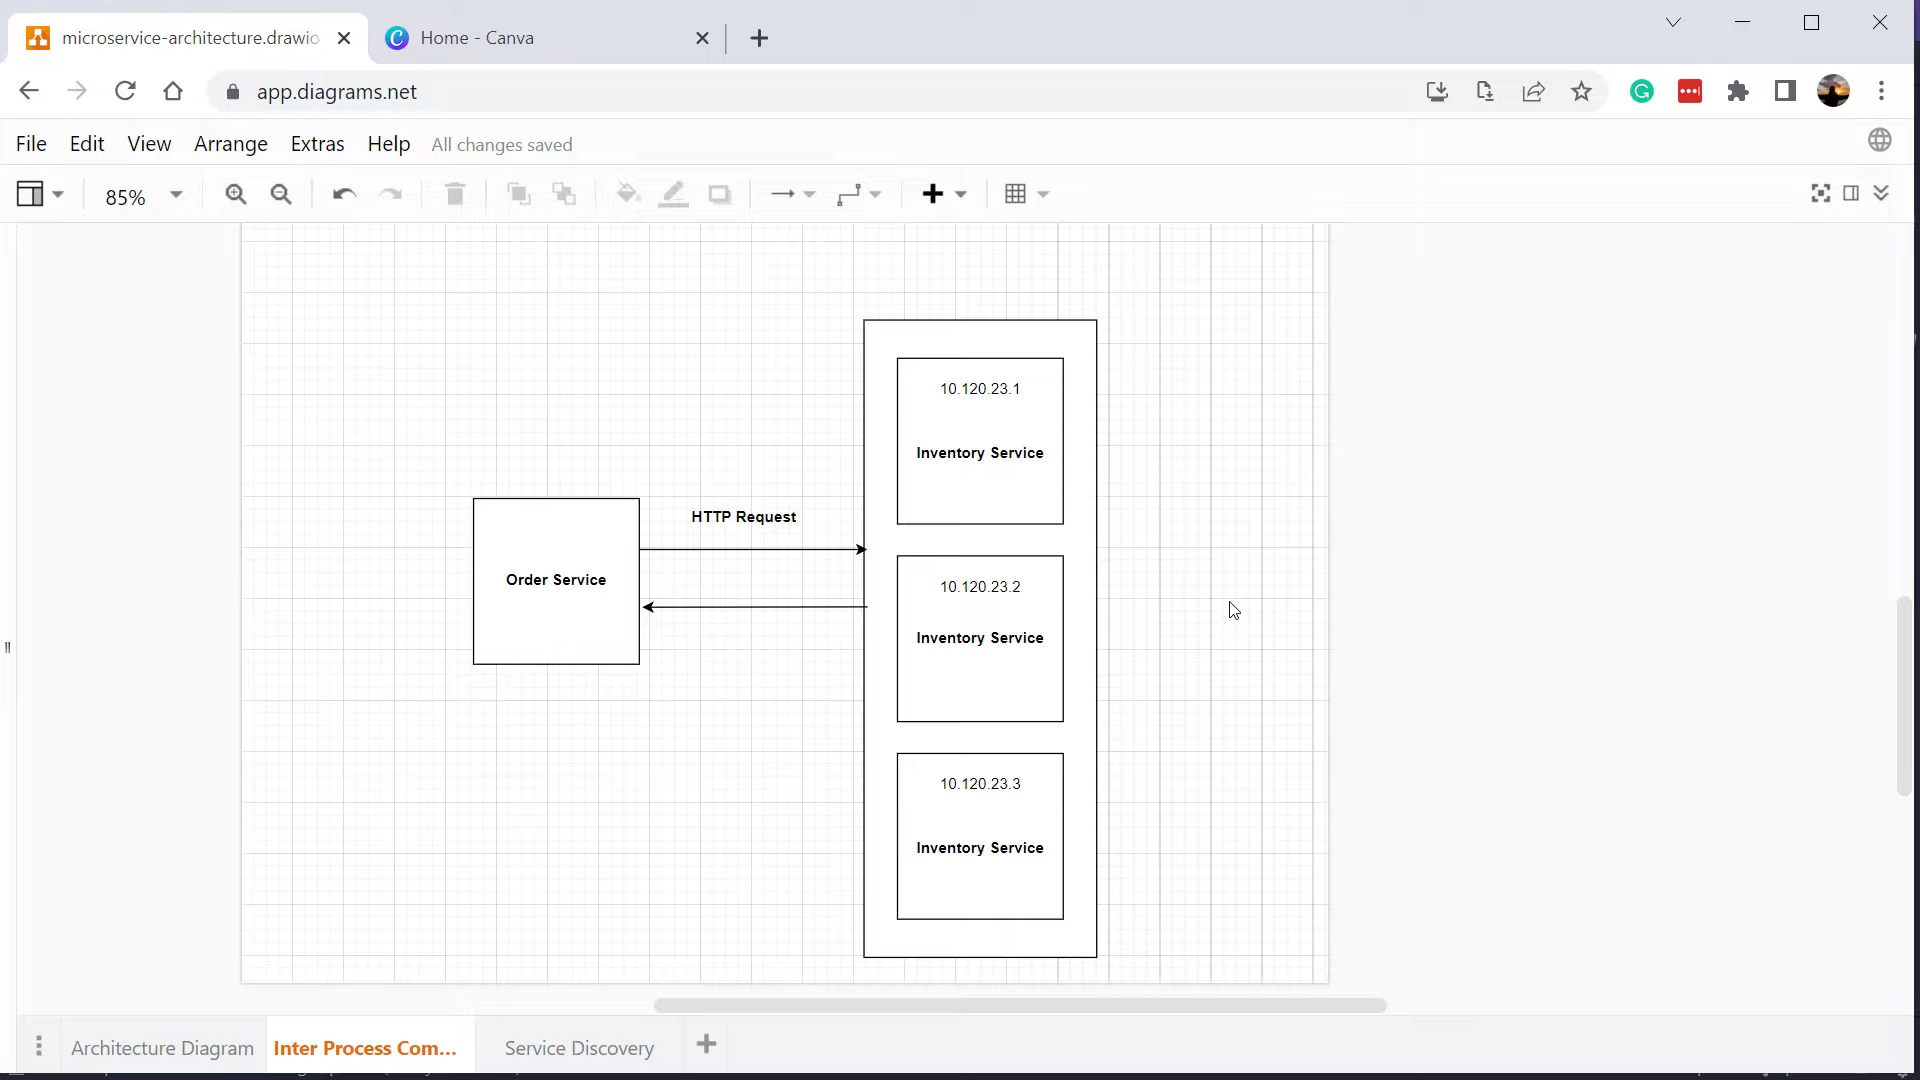 microservice-architecture.drawio
Home - Canva
app.diagrams.net
File Edit View Arrange Extras Help All changes saved
85%
10.120.23.1
Inventory Service
HTTP Request
Order Service
10.120.23.2
Inventory Service
10.120.23.3
Inventory Service
Architecture Diagram
Inter Process Com...
Service Discovery